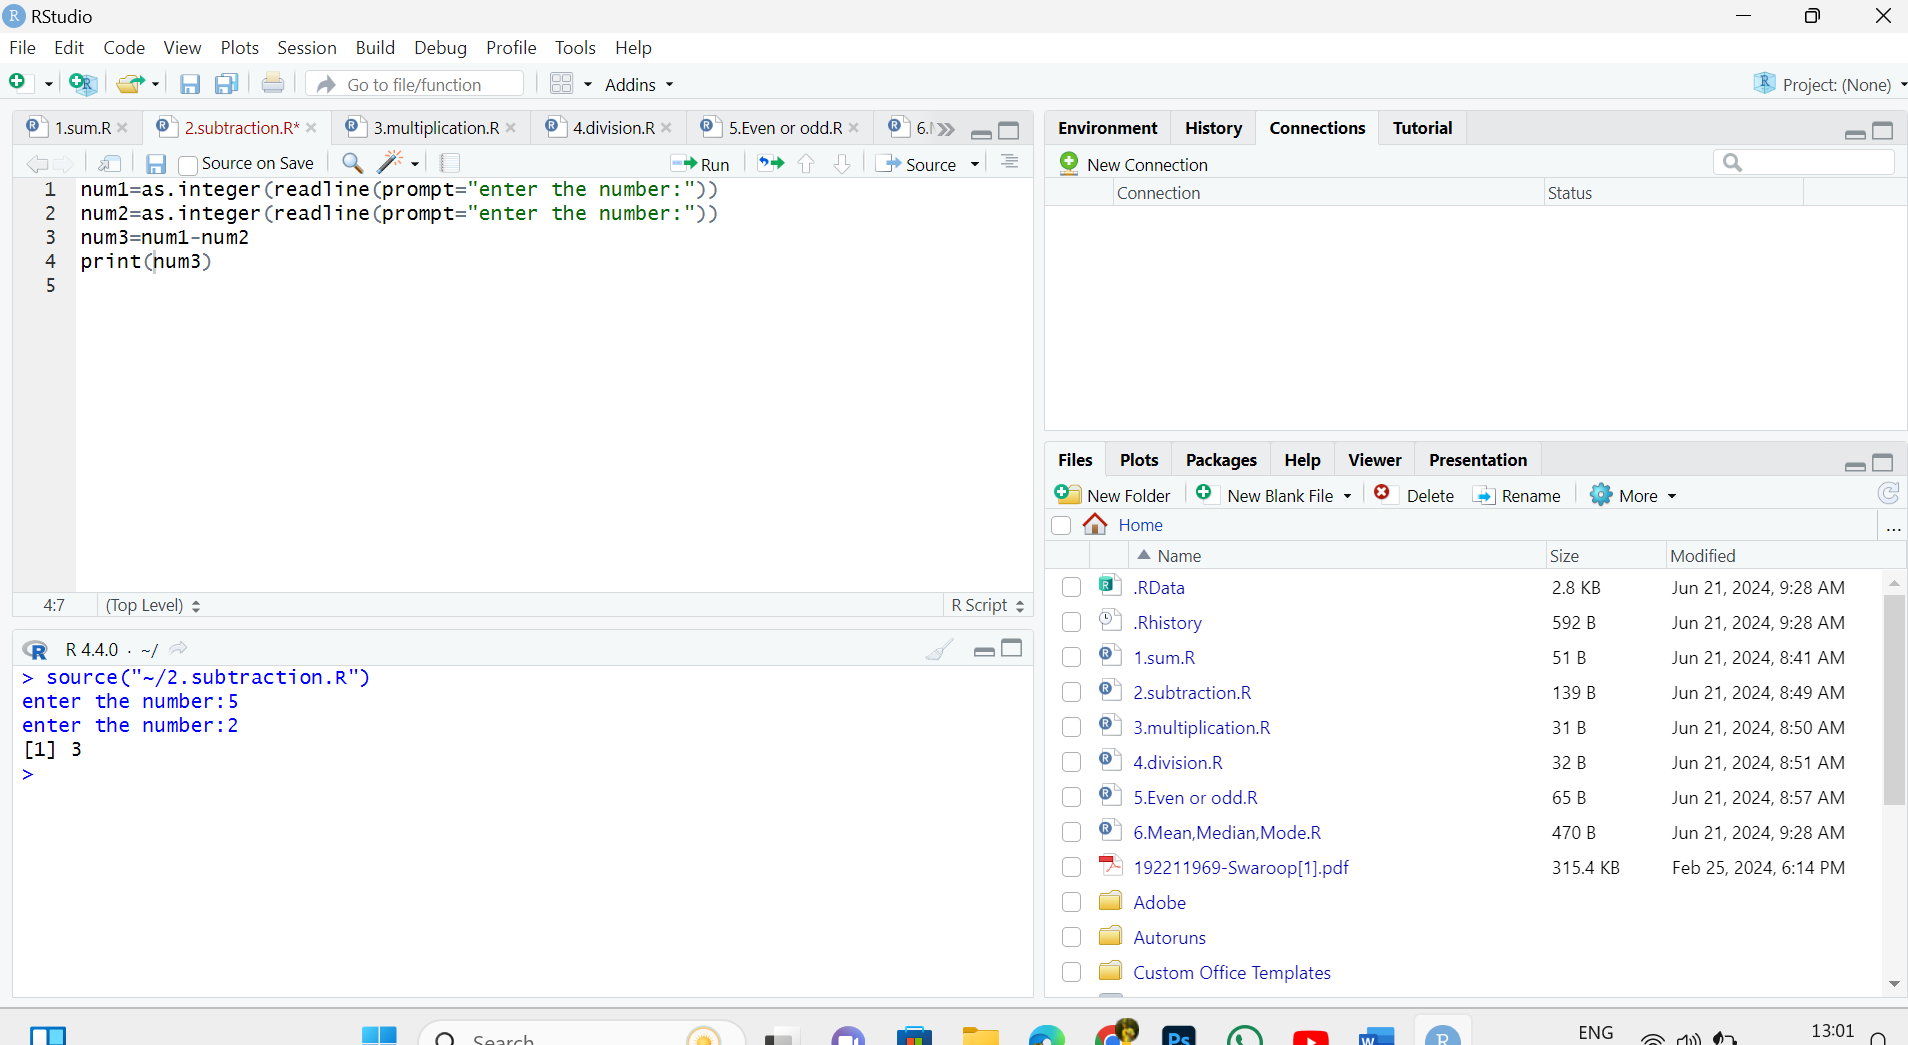 RStudio
File Edit Code View Plots Session Build Debug Profile Tools Help
Go to file/function Addins Project: (None)
1.sum.R 2.subtraction.R* 3.multiplication.R 4.division.R 5.Even or odd.R 6.
Source on Save Run Source
1 num1=as.integer(readline(prompt="enter the number:"))
2 num2=as.integer(readline(prompt="enter the number:"))
3 num3=num1-num2
4 print(num3)
5
4:7 (Top Level) R Script
R 4.4.0 · ~/
> source("~/2.subtraction.R")
enter the number:5
enter the number:2
[1] 3
>
Environment History Connections Tutorial
New Connection
Connection Status
Files Plots Packages Help Viewer Presentation
New Folder New Blank File Delete Rename More
Home ...
Name Size Modified
.RData 2.8 KB Jun 21, 2024, 9:28 AM
.Rhistory 592 B Jun 21, 2024, 9:28 AM
1.sum.R 51 B Jun 21, 2024, 8:41 AM
2.subtraction.R 139 B Jun 21, 2024, 8:49 AM
3.multiplication.R 31 B Jun 21, 2024, 8:50 AM
4.division.R 32 B Jun 21, 2024, 8:51 AM
5.Even or odd.R 65 B Jun 21, 2024, 8:57 AM
6.Mean,Median,Mode.R 470 B Jun 21, 2024, 9:28 AM
192211969-Swaroop[1].pdf 315.4 KB Feb 25, 2024, 6:14 PM
Adobe
Autoruns
Custom Office Templates
Search Ps W R ENG 13:01